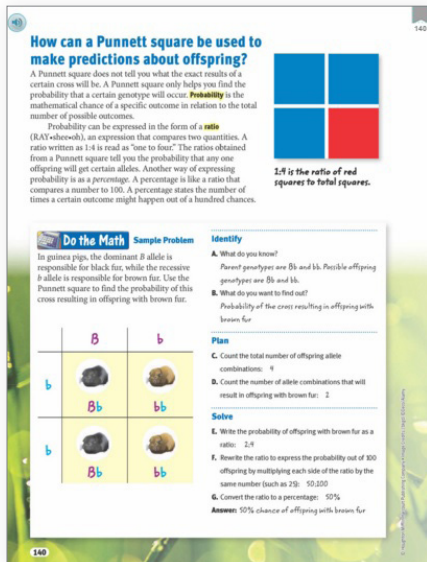 140
How can a Punnett square be used to
make predictions about offspring?
A Punnett square does not tell you what the exact results of a
certain cross will be. A Punnett square only helps you find the
probability that a certain genotype will occur. Probability is the
mathematical chance of a specific outcome in relation to the total
number of possible outcomes.
Probability can be expressed in the form of a ratio
(RAY•shee•oh), an expression that compares two quantities. A
ratio written as 1:4 is read as "one to four." The ratios obtained
from a Punnett square tell you the probability that any one
offspring will get certain alleles. Another way of expressing
probability is as a percentage. A percentage is like a ratio that
compares a number to 100. A percentage states the number of
times a certain outcome might happen out of a hundred chances.
1:4 is the ratio of red
squares to total squares.
Do the Math Sample Problem
In guinea pigs, the dominant B allele is
responsible for black fur, while the recessive
b allele is responsible for brown fur. Use the
Punnett square to find the probability of this
cross resulting in offspring with brown fur.
B b
b
Bb bb
b
Bb bb
Identify
A. What do you know?
Parent genotypes are Bb and bb. Possible offspring
genotypes are Bb and bb.
B. What do you want to find out?
Probability of the cross resulting in offspring with
brown fur
Plan
C. Count the total number of offspring allele
combinations: 4
D. Count the number of allele combinations that will
result in offspring with brown fur: 2
Solve
E. Write the probability of offspring with brown fur as a
ratio: 2:4
F. Rewrite the ratio to express the probability out of 100
offspring by multiplying each side of the ratio by the
same number (such as 25): 50:100
G. Convert the ratio to a percentage: 50%
Answer: 50% chance of offspring with brown fur
140